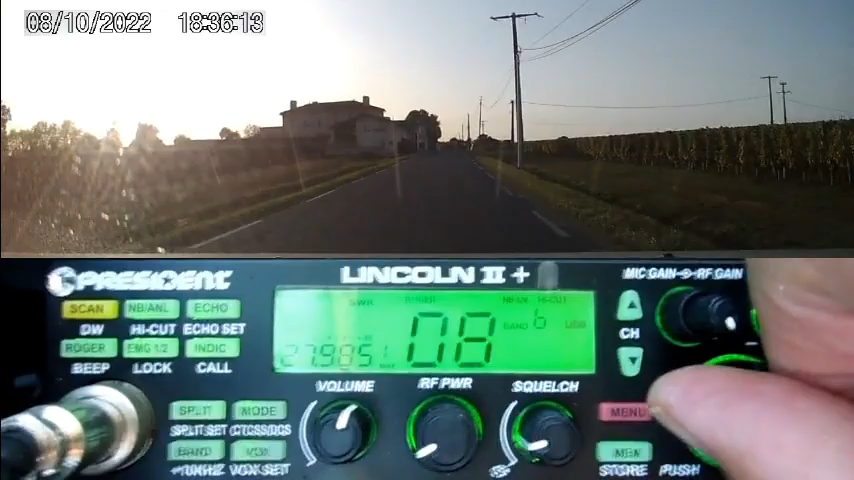 08/10/2022 18:36:13
PRESIDENT LINCOLN II + MIC GAIN RF GAIN
SCAN NB/ANL ECHO
DW HI-CUT ECHO SET
ROGER EMG 1/2 INDIC
BEEP LOCK CALL
SWR ROGER NB/ANL HI-CUT
08 BAND 6 USB
27.985
CH
VOLUME RF PWR SQUELCH
SPLIT MODE MENU
SPLIT SET CTCSS/DCS
BAND VOX MEM
+10KHZ VOX SET STORE PUSH